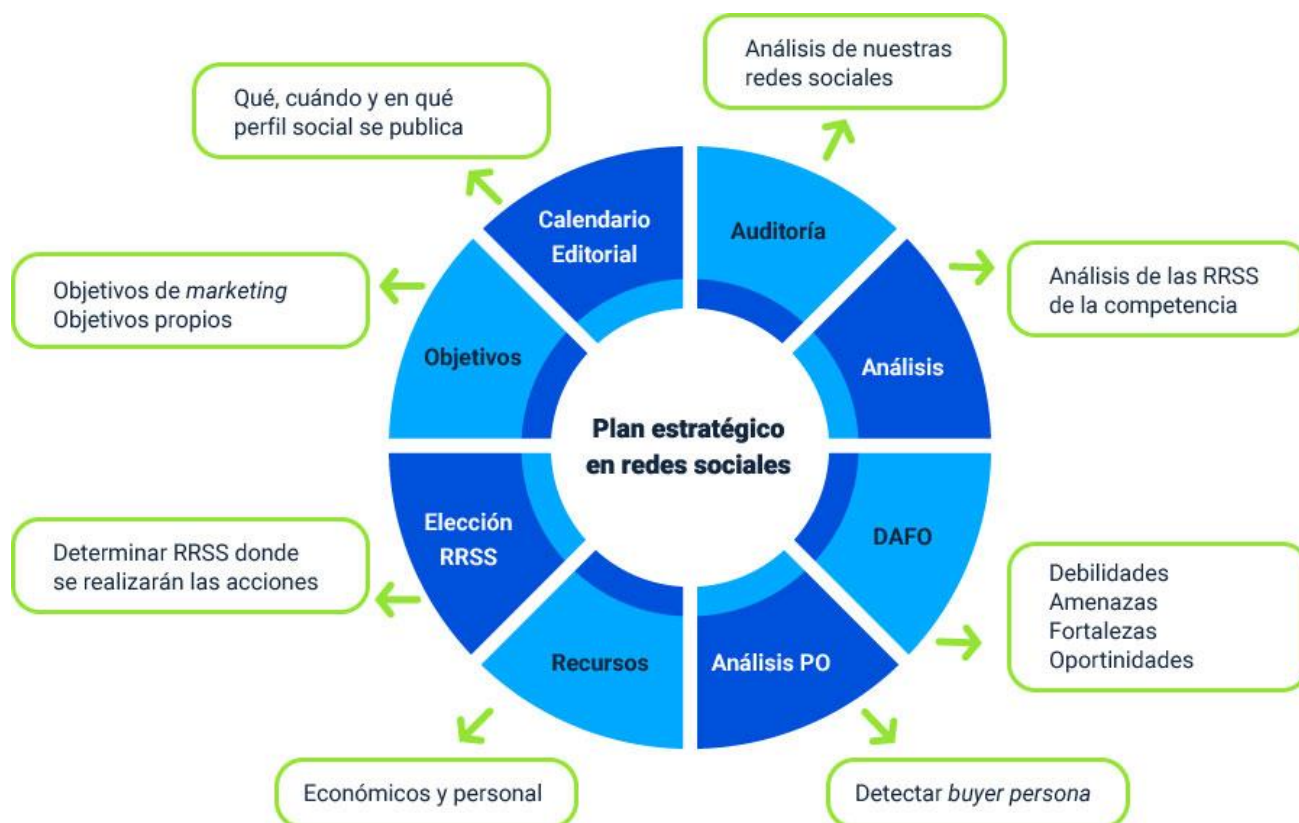 Análisis de nuestras
redes sociales
Qué, cuándo y en qué
perfil social se publica
Calendario
Editorial
Auditoría
Objetivos de marketing
Objetivos propios
Análisis de las RRSS
de la competencia
Objetivos
Análisis
Plan estratégico
en redes sociales
Elección
RRSS
DAFO
Determinar RRSS donde
se realizarán las acciones
Debilidades
Amenazas
Fortalezas
Oportinidades
Recursos
Análisis PO
Económicos y personal
Detectar buyer persona